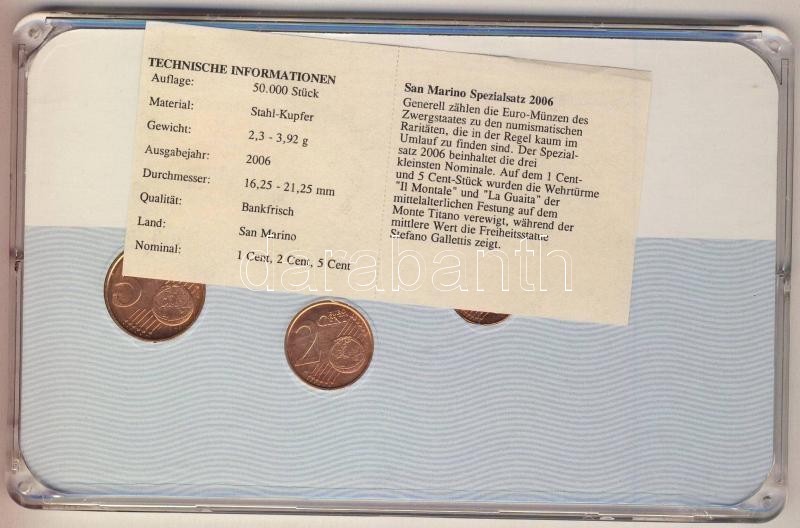 TECHNISCHE INFORMATIONEN
Auflage: 50.000 Stück
Material: Stahl-Kupfer
Gewicht: 2,3 - 3,92 g
Ausgabejahr: 2006
Durchmesser: 16,25 - 21,25 mm
Qualität: Bankfrisch
Land: San Marino
Nominal: 1 Cent, 2 Cent, 5 Cent
San Marino Spezialsatz 2006
Generell zählen die Euro-Münzen des
Zwergstaates zu den numismatischen
Raritäten, die in der Regel kaum im
Umlauf zu finden sind. Der Spezial-
satz 2006 beinhaltet die drei
kleinsten Nominale. Auf dem 1 Cent-
und 5 Cent-Stück wurden die Wehrtürme
"Il Montale" und "La Guaita" der
mittelalterlichen Festung auf dem
Monte Titano verewigt, während der
mittlere Wert die Freiheitsstatue
Stefano Gallettis zeigt.
darabanth
5
2 EURO CENT